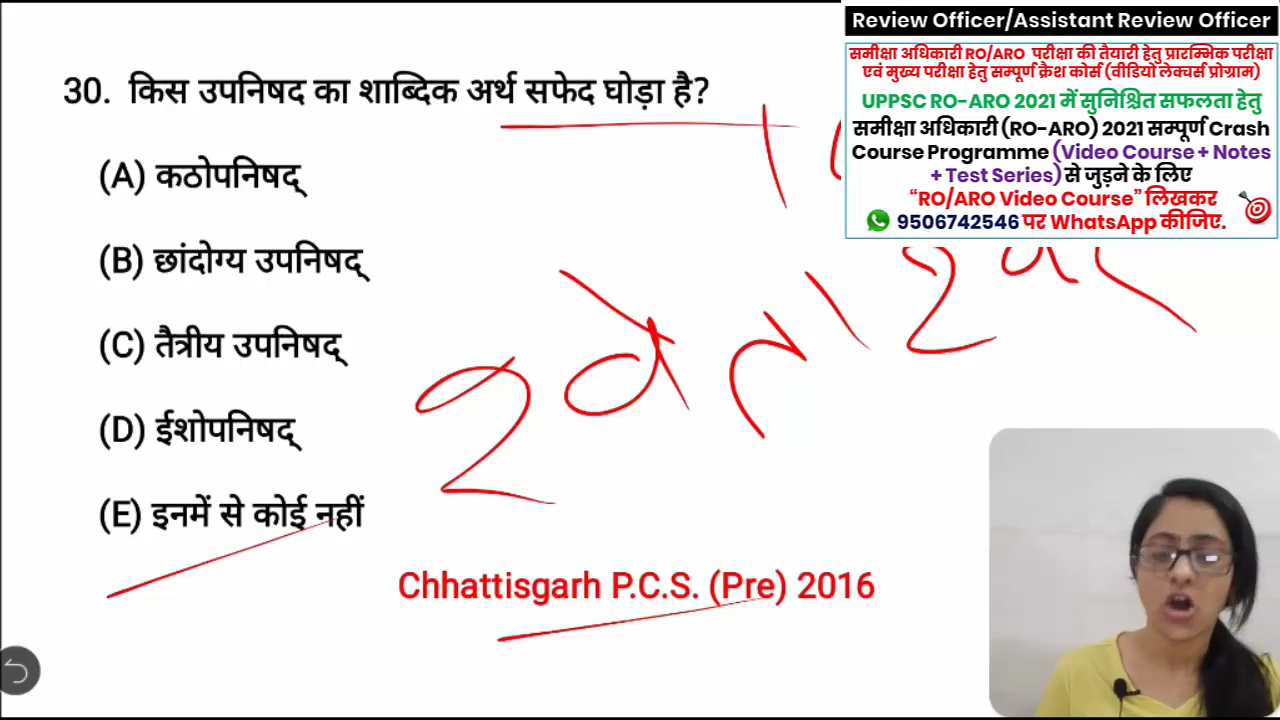 Review Officer/Assistant Review Officer
समीक्षा अधिकारी RO/ARO परीक्षा की तैयारी हेतु प्रारम्भिक परीक्षा
एवं मुख्य परीक्षा हेतु सम्पूर्ण क्रैश कोर्स (वीडियो लेक्चर्स प्रोग्राम)
UPPSC RO-ARO 2021 में सुनिश्चित सफलता हेतु
समीक्षा अधिकारी (RO-ARO) 2021 सम्पूर्ण Crash
Course Programme (Video Course + Notes
+ Test Series) से जुड़ने के लिए
“RO/ARO Video Course” लिखकर
9506742546 पर WhatsApp कीजिए.
30. किस उपनिषद का शाब्दिक अर्थ सफेद घोड़ा है?
(A) कठोपनिषद्
(B) छांदोग्य उपनिषद्
(C) तैत्रीय उपनिषद्
(D) ईशोपनिषद्
(E) इनमें से कोई नहीं
Chhattisgarh P.C.S. (Pre) 2016